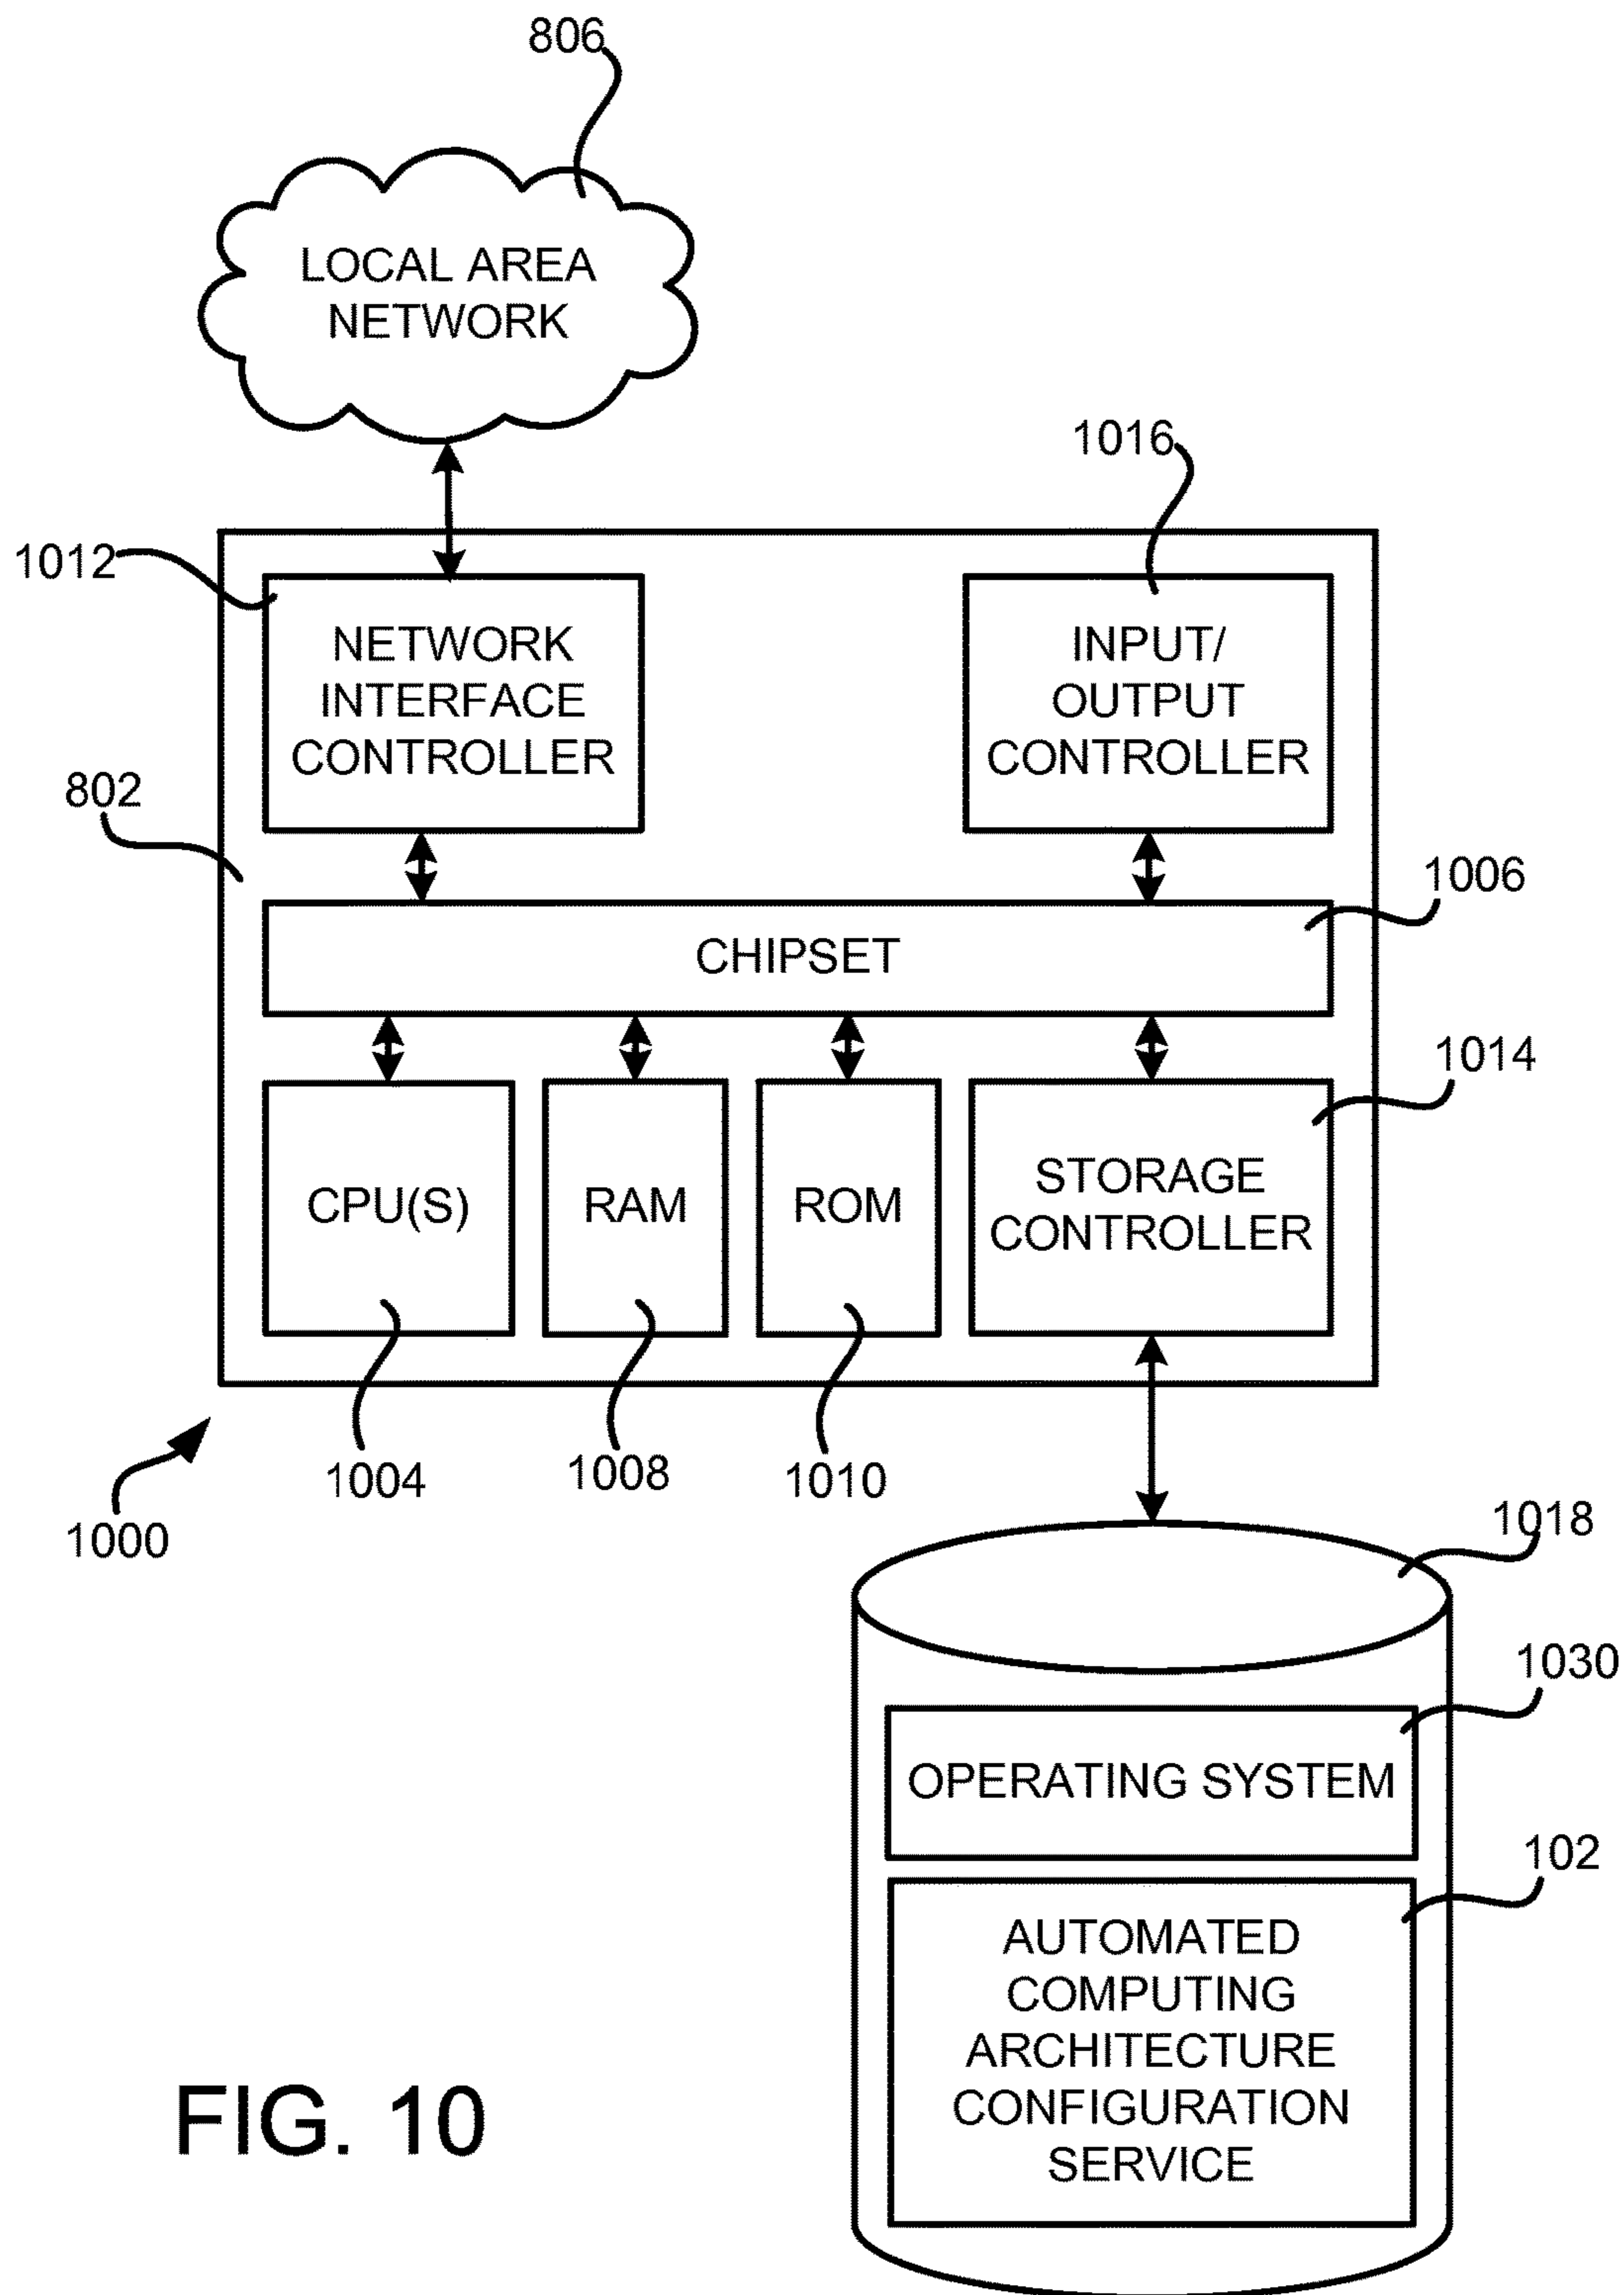 806
LOCAL AREA
NETWORK
1016
1012
NETWORK
INTERFACE
CONTROLLER
INPUT/
OUTPUT
CONTROLLER
802
1006
CHIPSET
1014
CPU(S)
RAM
ROM
STORAGE
CONTROLLER
1004
1008
1010
1000
1018
1030
OPERATING SYSTEM
102
AUTOMATED
COMPUTING
ARCHITECTURE
CONFIGURATION
SERVICE
FIG. 10